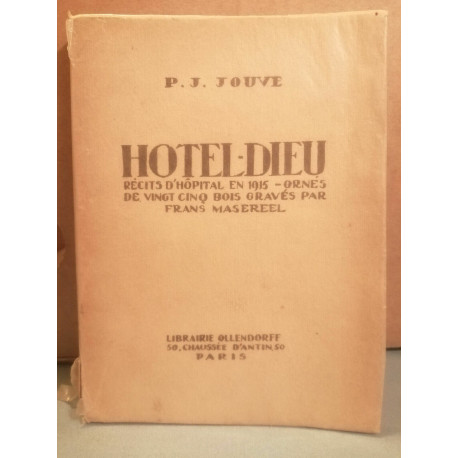 P. J. JOUVE
HOTEL-DIEU
RÉCITS D'HÔPITAL EN 1915 - ORNES
DE VINGT CINQ BOIS GRAVÉS PAR
FRANS MASEREEL
LIBRAIRIE OLLENDORFF
50, CHAUSSÉE D'ANTIN, 50
PARIS